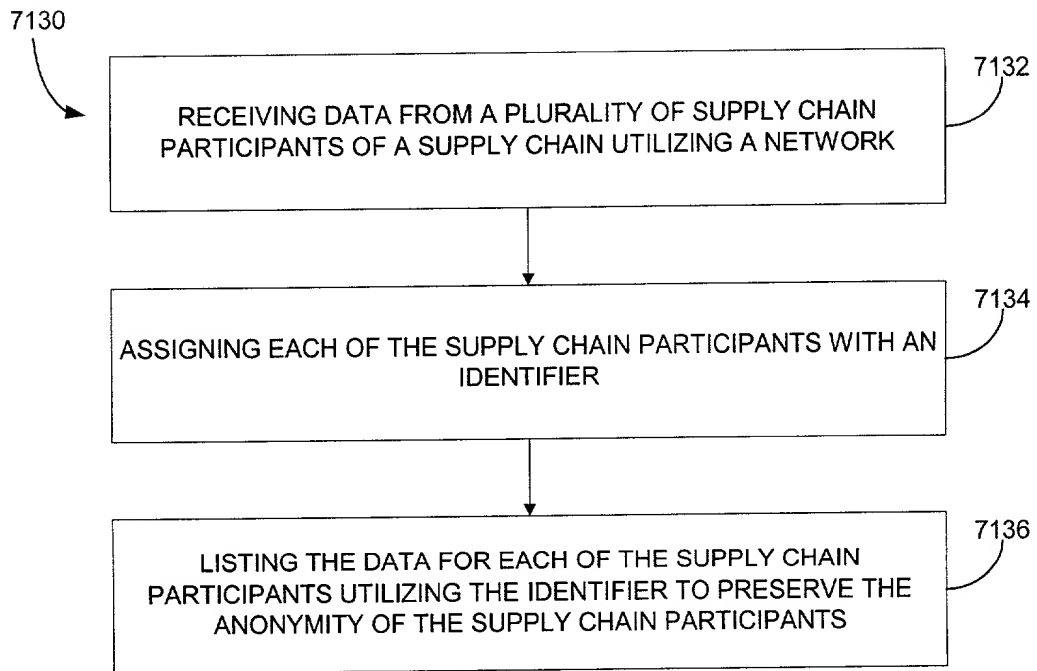 7130
7132
RECEIVING DATA FROM A PLURALITY OF SUPPLY CHAIN
PARTICIPANTS OF A SUPPLY CHAIN UTILIZING A NETWORK
7134
ASSIGNING EACH OF THE SUPPLY CHAIN PARTICIPANTS WITH AN
IDENTIFIER
7136
LISTING THE DATA FOR EACH OF THE SUPPLY CHAIN
PARTICIPANTS UTILIZING THE IDENTIFIER TO PRESERVE THE
ANONYMITY OF THE SUPPLY CHAIN PARTICIPANTS